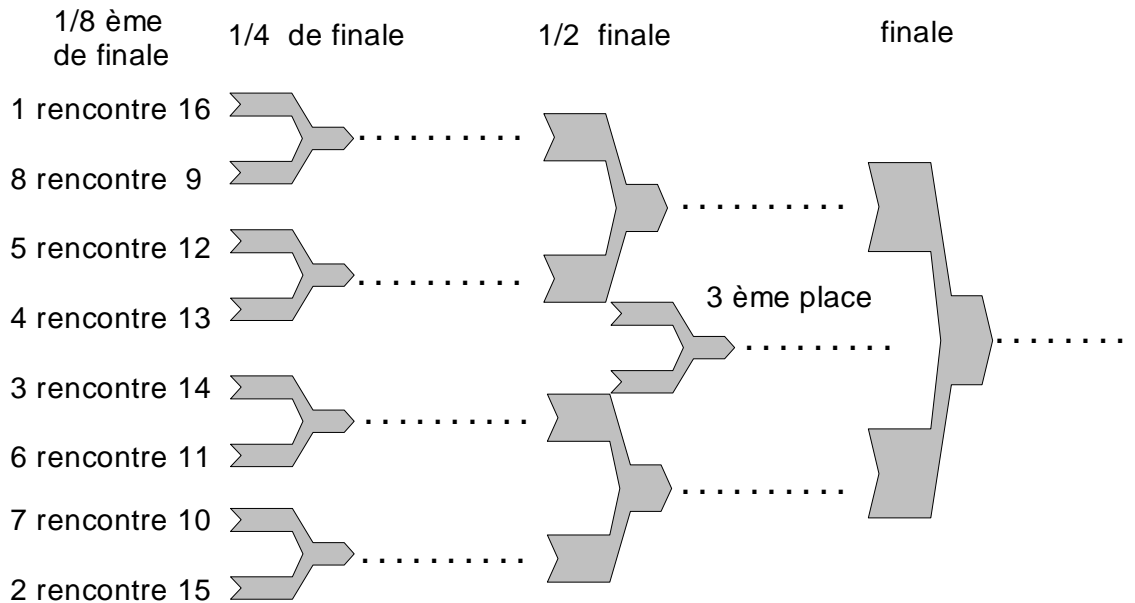 1/8 ème
de finale
1/4 de finale
1/2 finale
finale
1 rencontre 16
8 rencontre 9
5 rencontre 12
4 rencontre 13
3 ème place
3 rencontre 14
6 rencontre 11
7 rencontre 10
2 rencontre 15